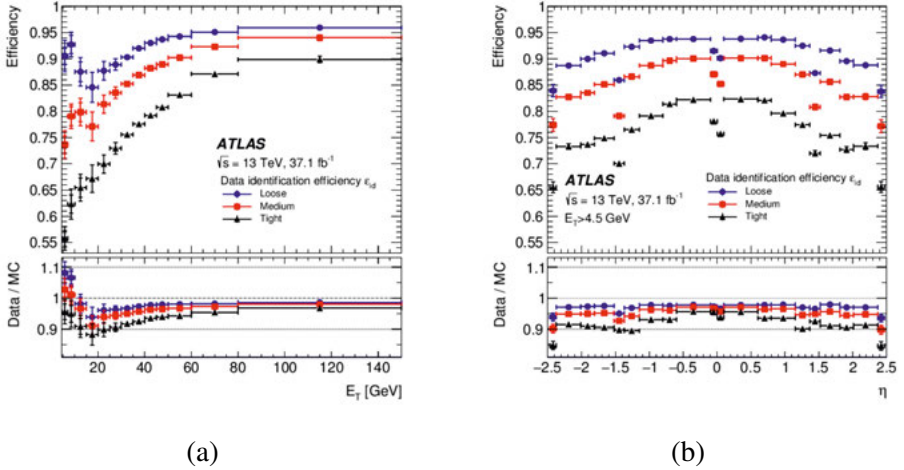 Efficiency
0.95
0.9
0.85
0.8
0.75
0.7
0.65
0.6
0.55
ATLAS
√s = 13 TeV, 37.1 fb⁻¹
Data identification efficiency ε_id
Loose
Medium
Tight
Data / MC
1.1
1
0.9
20 40 60 80 100 120 140
E_T [GeV]
(a)
Efficiency
1
0.95
0.9
0.85
0.8
0.75
0.7
0.65
0.6
0.55
ATLAS
√s = 13 TeV, 37.1 fb⁻¹
E_T>4.5 GeV
Data identification efficiency ε_id
Loose
Medium
Tight
Data / MC
1.1
1
0.9
−2.5 −2 −1.5 −1 −0.5 0 0.5 1 1.5 2 2.5
η
(b)